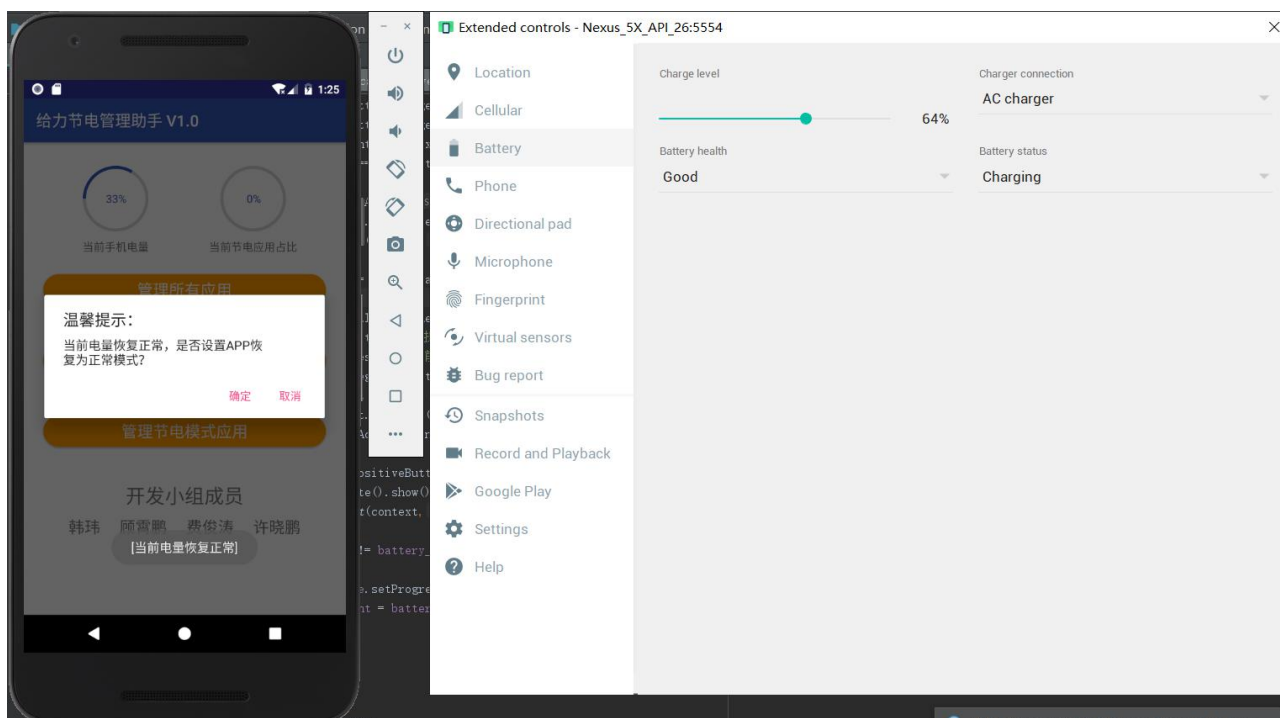 1:25
给力节电管理助手 V1.0
33%
0%
当前手机电量
当前节电应用占比
管理所有应用
温馨提示：
当前电量恢复正常，是否设置APP恢
复为正常模式？
确定 取消
管理节电模式应用
开发小组成员
韩玮 顾雷鹏 费俊涛 许晓鹏
[当前电量恢复正常]
Extended controls - Nexus_5X_API_26:5554
Location
Cellular
Battery
Phone
Directional pad
Microphone
Fingerprint
Virtual sensors
Bug report
Snapshots
Record and Playback
Google Play
Settings
Help
Charge level
64%
Charger connection
AC charger
Battery health
Good
Battery status
Charging
ositiveButt
te().show()
t(context,
!= battery_
e.setProgre
nt = batter